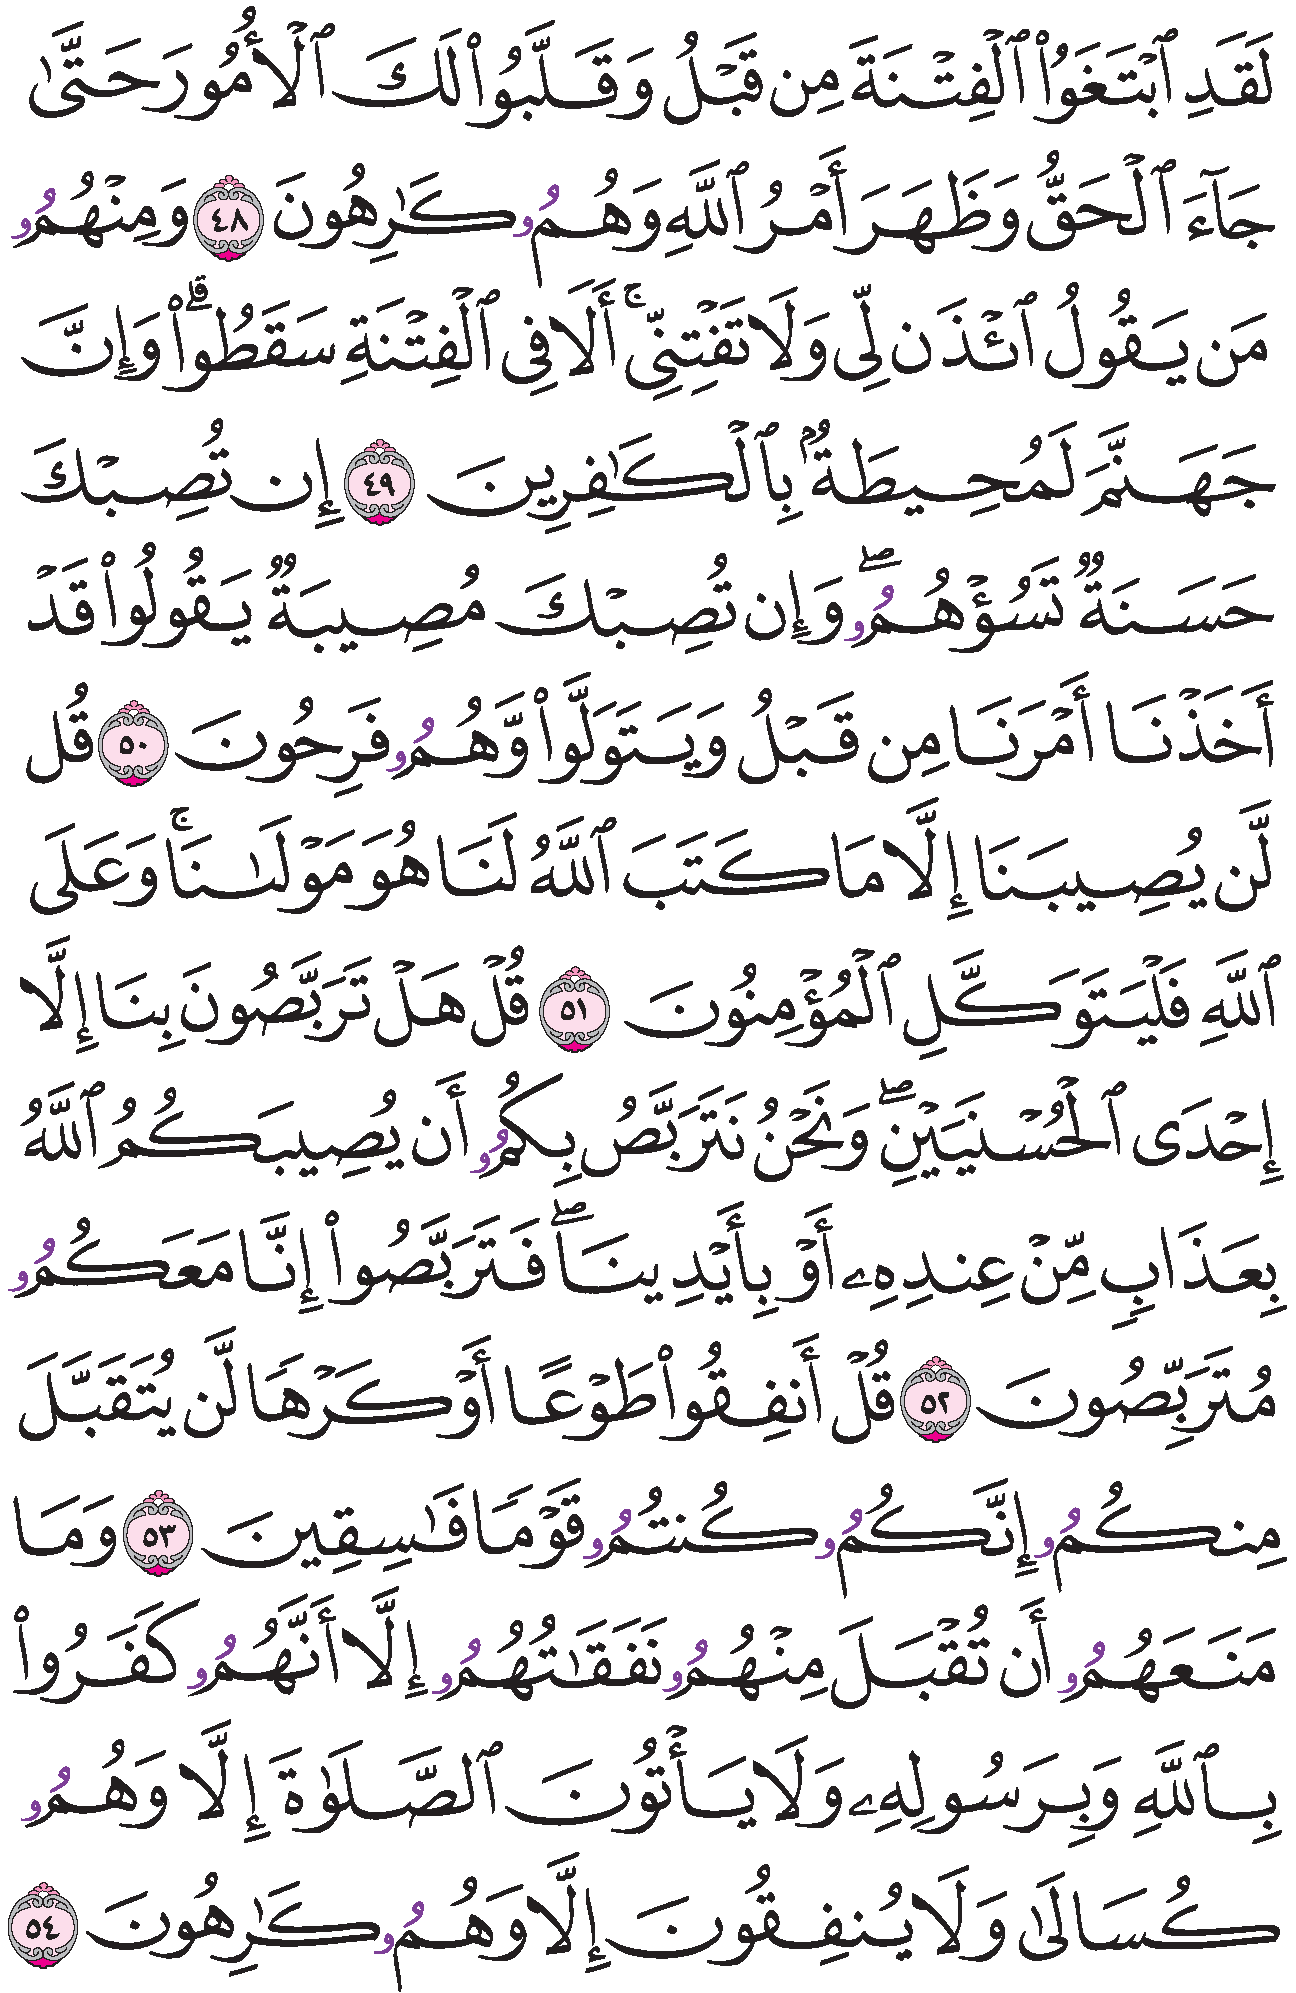 لَقَدِ ٱبْتَغَوُا۟ ٱلْفِتْنَةَ مِن قَبْلُ وَقَلَّبُوا۟ لَكَ ٱلْأُمُورَ حَتَّىٰ
جَآءَ ٱلْحَقُّ وَظَهَرَ أَمْرُ ٱللَّهِ وَهُمُۥ كَـٰرِهُونَ ٤٨ وَمِنْهُمُۥ
مَن يَقُولُ ٱئْذَن لِّى وَلَا تَفْتِنِّىٓ ۚ أَلَا فِى ٱلْفِتْنَةِ سَقَطُوا۟ ۗ وَإِنَّ
جَهَنَّمَ لَمُحِيطَةٌۢ بِٱلْكَـٰفِرِينَ ٤٩ إِن تُصِبْكَ
حَسَنَةٌ تَسُؤْهُمُۥ ۖ وَإِن تُصِبْكَ مُصِيبَةٌ يَقُولُوا۟ قَدْ
أَخَذْنَا أَمْرَنَا مِن قَبْلُ وَيَتَوَلَّوا۟ وَّهُمُۥ فَرِحُونَ ٥٠ قُل
لَّن يُصِيبَنَا إِلَّا مَا كَتَبَ ٱللَّهُ لَنَا هُوَ مَوْلَىٰنَا ۚ وَعَلَى
ٱللَّهِ فَلْيَتَوَكَّلِ ٱلْمُؤْمِنُونَ ٥١ قُلْ هَلْ تَرَبَّصُونَ بِنَا إِلَّا
إِحْدَى ٱلْحُسْنَيَيْنِ ۖ وَنَحْنُ نَتَرَبَّصُ بِكُمُۥ أَن يُصِيبَكُمُ ٱللَّهُ
بِعَذَابٍ مِّنْ عِندِهِۦ أَوْ بِأَيْدِينَا ۖ فَتَرَبَّصُوا۟ إِنَّا مَعَكُمُۥ
مُتَرَبِّصُونَ ٥٢ قُلْ أَنفِقُوا۟ طَوْعًا أَوْ كَرْهًا لَّن يُتَقَبَّلَ
مِنكُمُۥ إِنَّكُمُۥ كُنتُمُۥ قَوْمًا فَـٰسِقِينَ ٥٣ وَمَا
مَنَعَهُمُۥ أَن تُقْبَلَ مِنْهُمُۥ نَفَقَـٰتُهُمُۥ إِلَّا أَنَّهُمُۥ كَفَرُوا۟
بِٱللَّهِ وَبِرَسُولِهِۦ وَلَا يَأْتُونَ ٱلصَّلَوٰةَ إِلَّا وَهُمُۥ
كُسَالَىٰ وَلَا يُنفِقُونَ إِلَّا وَهُمُۥ كَـٰرِهُونَ ٥٤